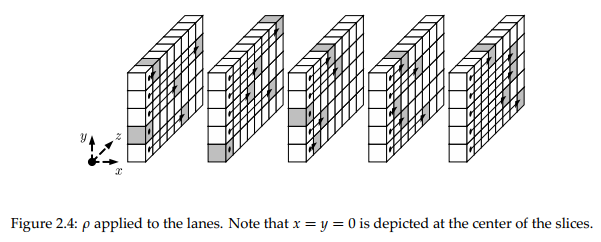 y z
x
Figure 2.4: ρ applied to the lanes. Note that x = y = 0 is depicted at the center of the slices.